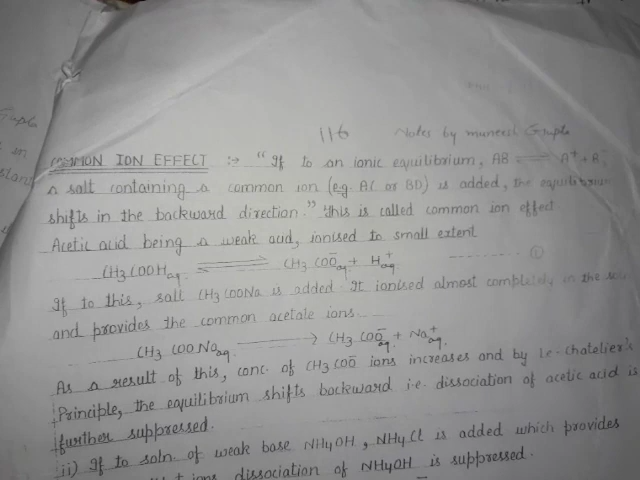 116 Notes by muneesh Gupta
COMMON ION EFFECT :→ "If to an ionic equilibrium, AB ⇌ A⁺ + B⁻,
a salt containing a common ion (eg. AC or BD) is added, the equilibrium
shifts in the backward direction." This is called common ion effect.
Acetic acid being a weak acid, ionised to small extent
CH3COOH aq. ⇌ CH3COO⁻ aq. + H⁺ aq. -------- ①
If to this, salt CH3COONa is added. It ionised almost completely in the
and provides the common acetate ions.
CH3COONa aq. → CH3COO⁻ aq. + Na⁺ aq.
As a result of this, conc. of CH3COO⁻ ions increases and by Le-Chatelier's
Principle, the equilibrium shifts backward i.e. dissociation of acetic acid is
further suppressed.
ii) If to soln. of weak base NH4OH, NH4Cl is added which provides
ions dissociation of NH4OH is suppressed.